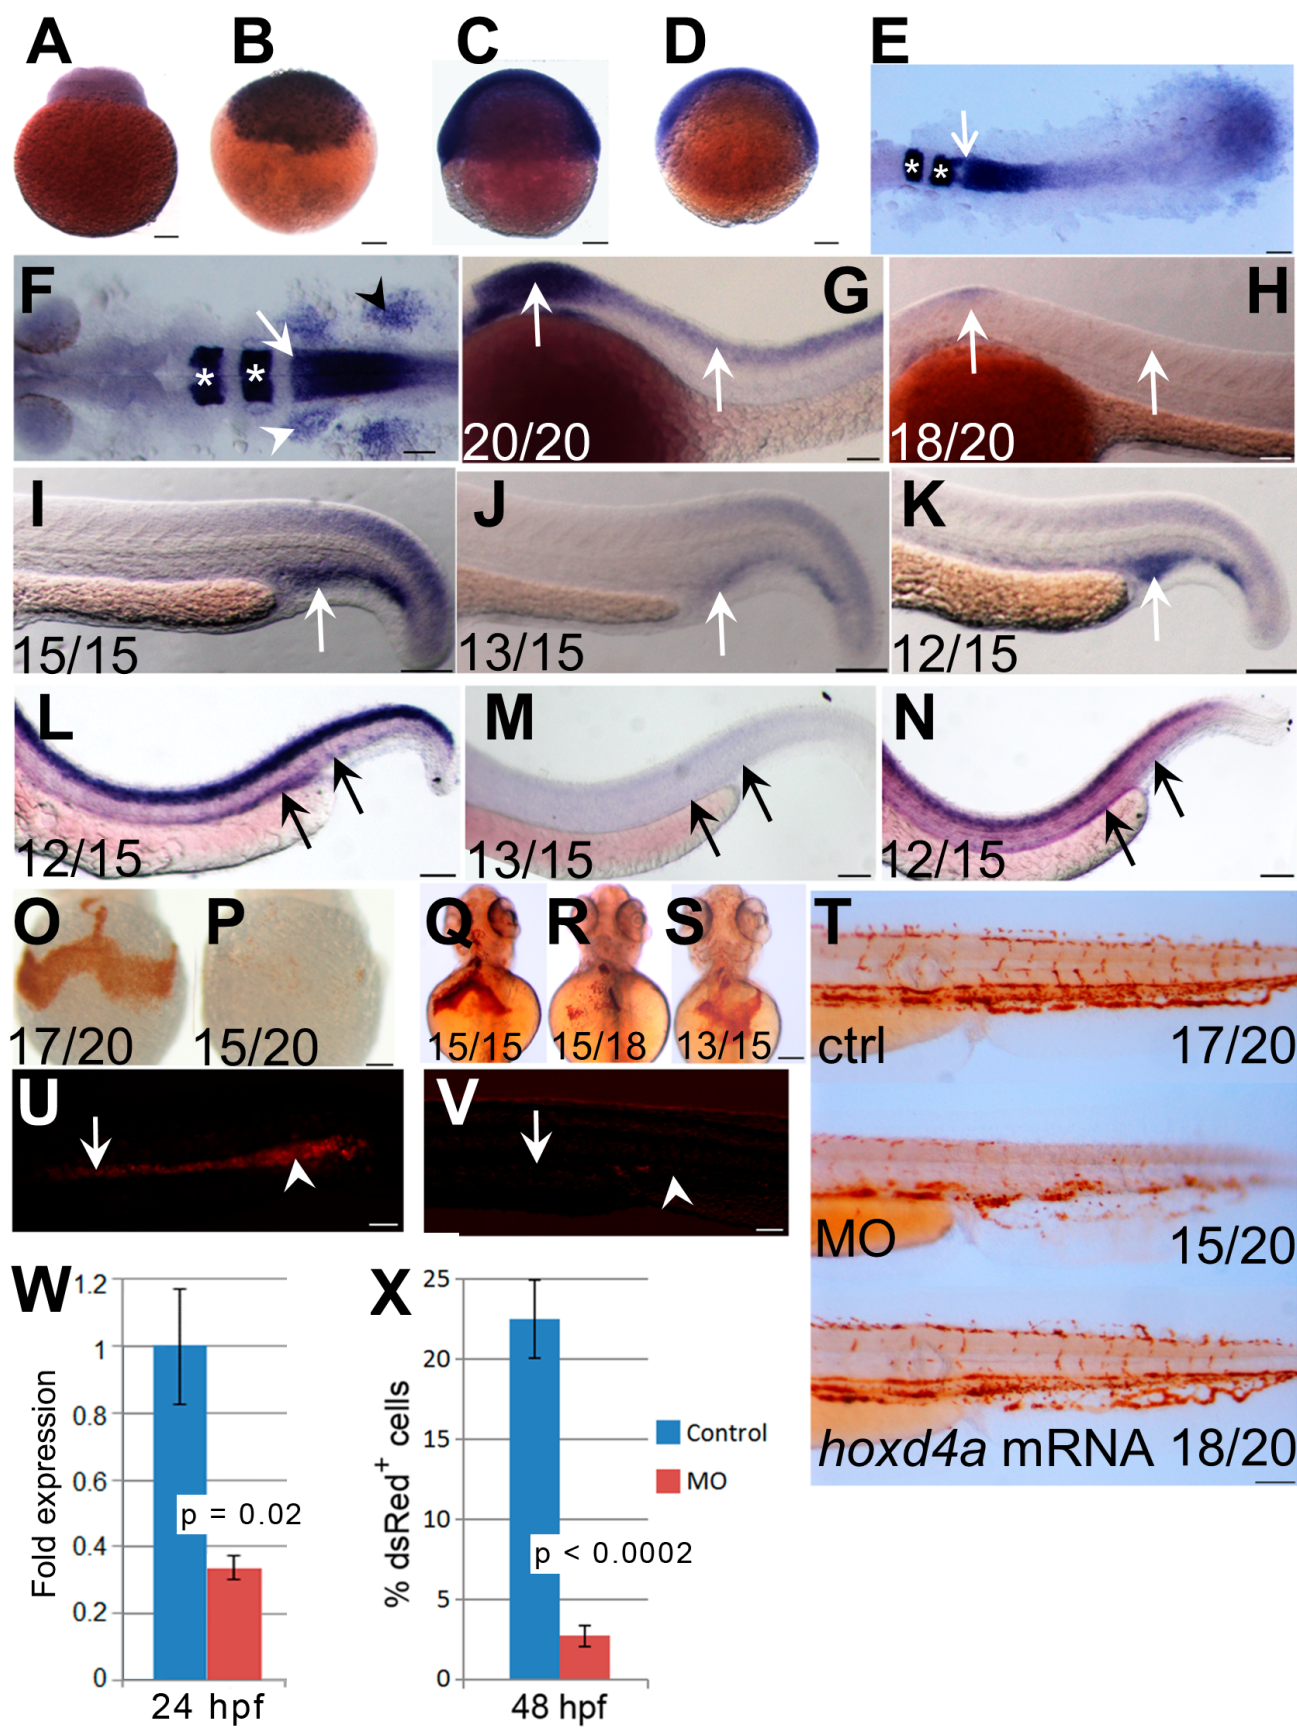 A B C D E
* *
F G H
* *
20/20 18/20
I J K
15/15 13/15 12/15
L M N
12/15 13/15 12/15
O P Q R S T
17/20 15/20 15/15 15/18 13/15 ctrl 17/20
U V
MO 15/20
hoxd4a mRNA 18/20
W
1.2
1
0.8
0.6
0.4
0.2
0
Fold expression
p = 0.02
24 hpf
X
25
20
15
10
5
0
% dsRed+ cells
p < 0.0002
48 hpf
Control
MO